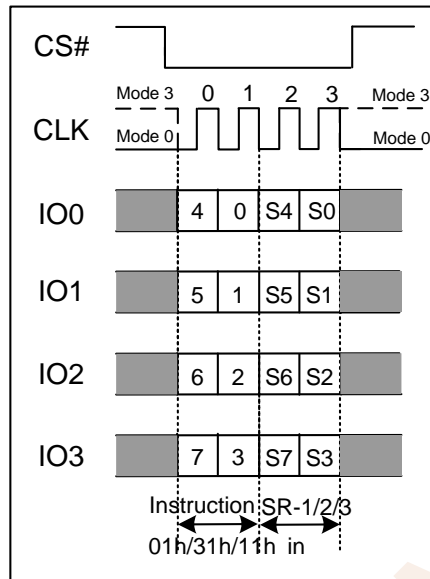 CS#
Mode 3 0 1 2 3 Mode 3
CLK
Mode 0 Mode 0
IO0 4 0 S4 S0
IO1 5 1 S5 S1
IO2 6 2 S6 S2
IO3 7 3 S7 S3
Instruction SR-1/2/3
01h/31h/11h in